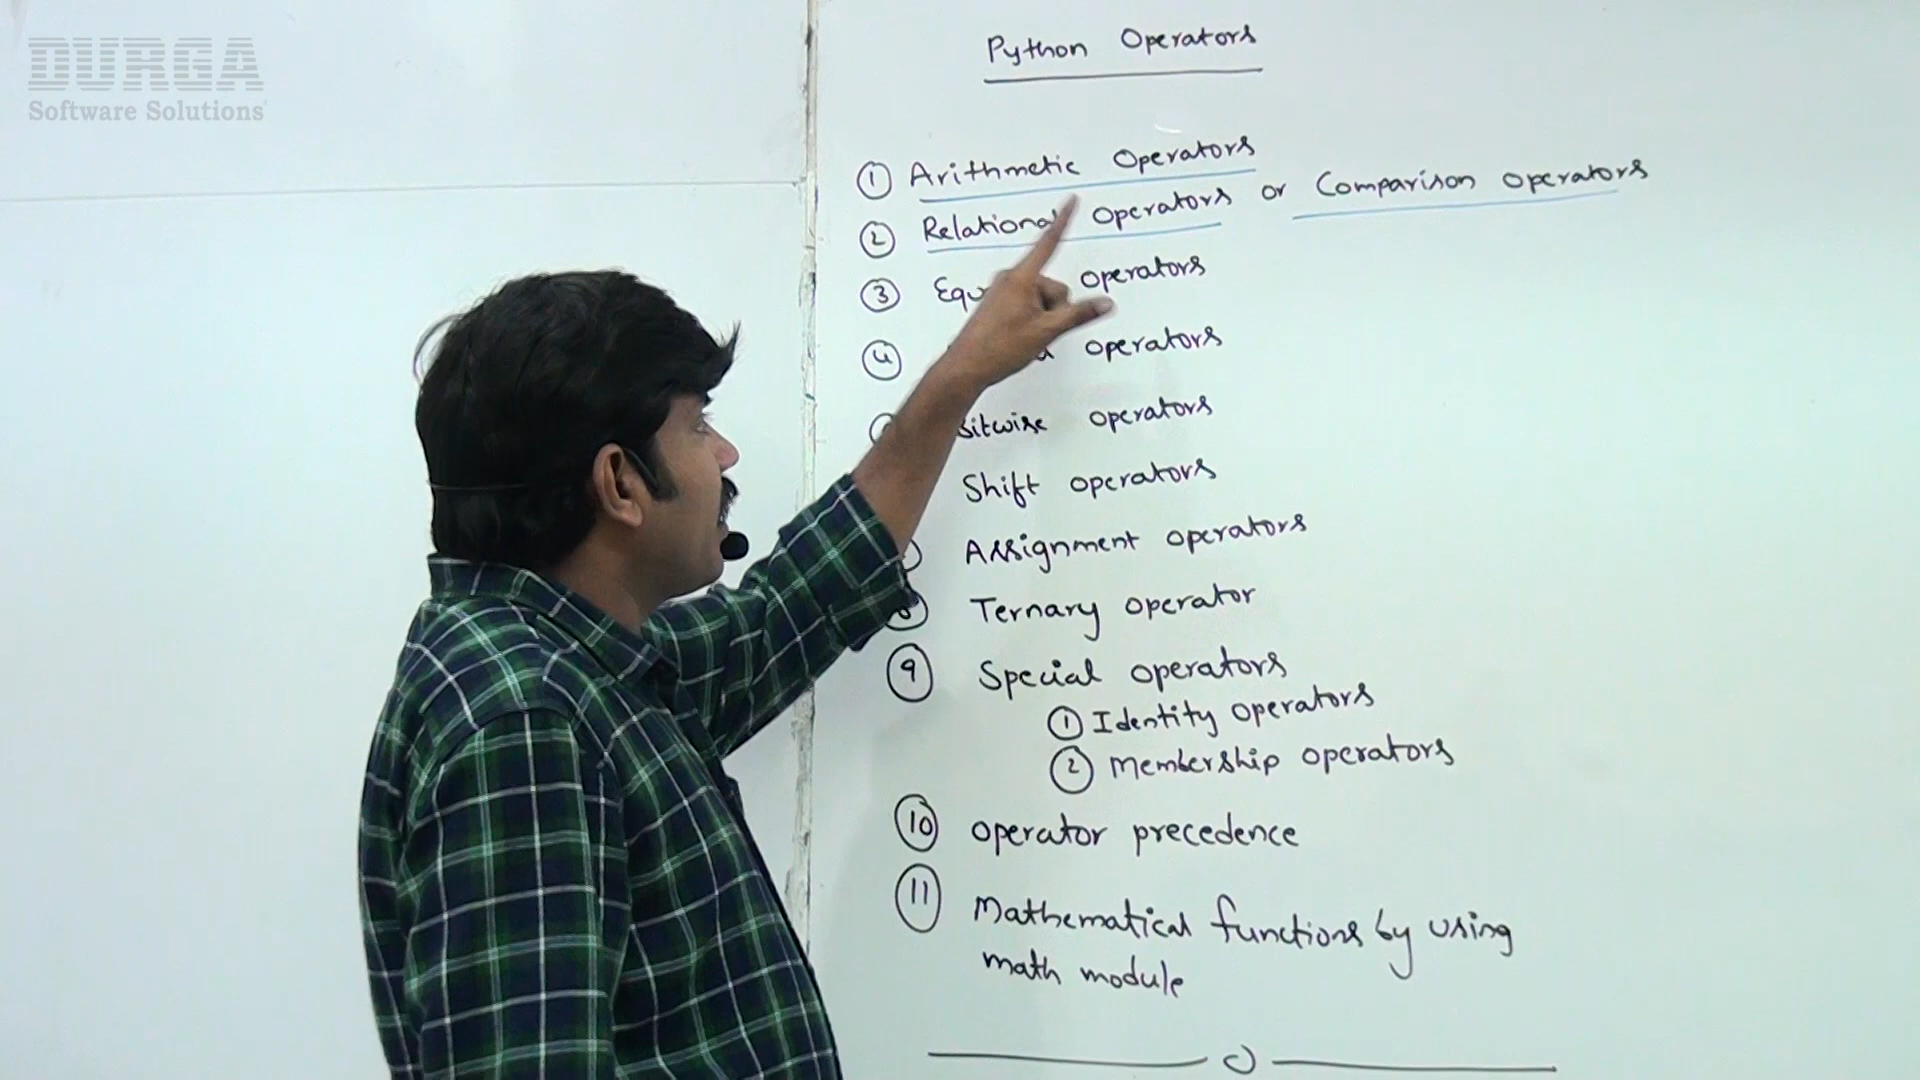 DURGA
Software Solutions
Python Operators
① Arithmetic Operators
② Relational Operators or Comparison operators
③ operators
④ operators
Bitwise operators
Shift operators
Assignment operators
8 Ternary operator
⑨ Special operators
① Identity operators
② Membership operators
⑩ operator precedence
⑪ Mathematical functions by using
math module